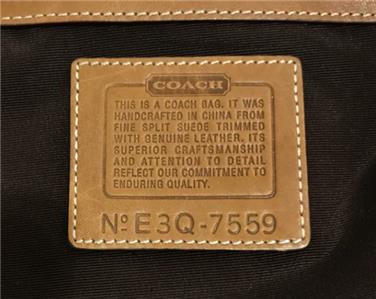 COACH
THIS IS A COACH BAG. IT WAS
HANDCRAFTED IN CHINA FROM
FINE SPLIT SUEDE TRIMMED
WITH GENUINE LEATHER. ITS
SUPERIOR CRAFTSMANSHIP
AND ATTENTION TO DETAIL
REFLECT OUR COMMITMENT TO
ENDURING QUALITY.
Nº E3Q-7559